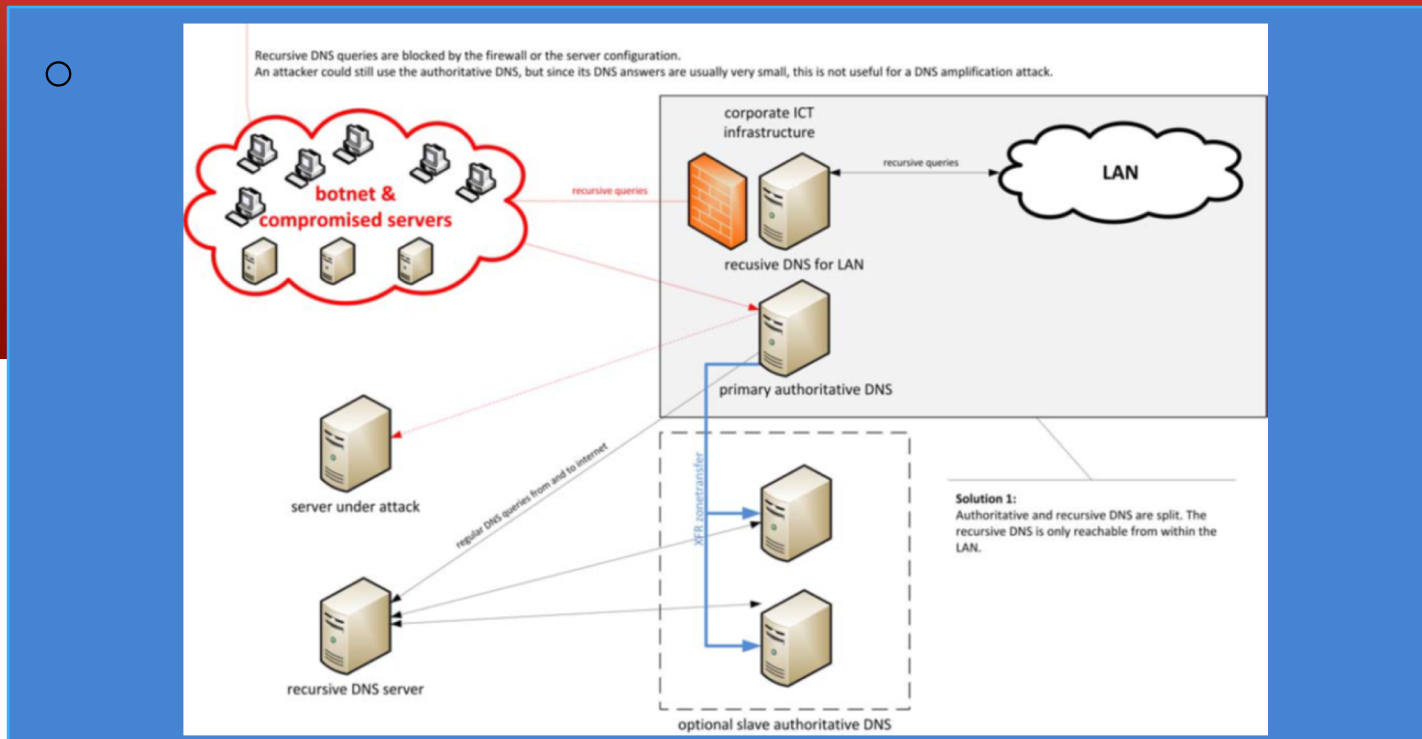 Recursive DNS queries are blocked by the firewall or the server configuration.
An attacker could still use the authoritative DNS, but since its DNS answers are usually very small, this is not useful for a DNS amplification attack.
corporate ICT
infrastructure
botnet &
compromised servers
recursive queries
recursive queries
LAN
recusive DNS for LAN
primary authoritative DNS
server under attack
regular DNS queries from and to internet
XFR zonetransfer
Solution 1:
Authoritative and recursive DNS are split. The
recursive DNS is only reachable from within the
LAN.
recursive DNS server
optional slave authoritative DNS